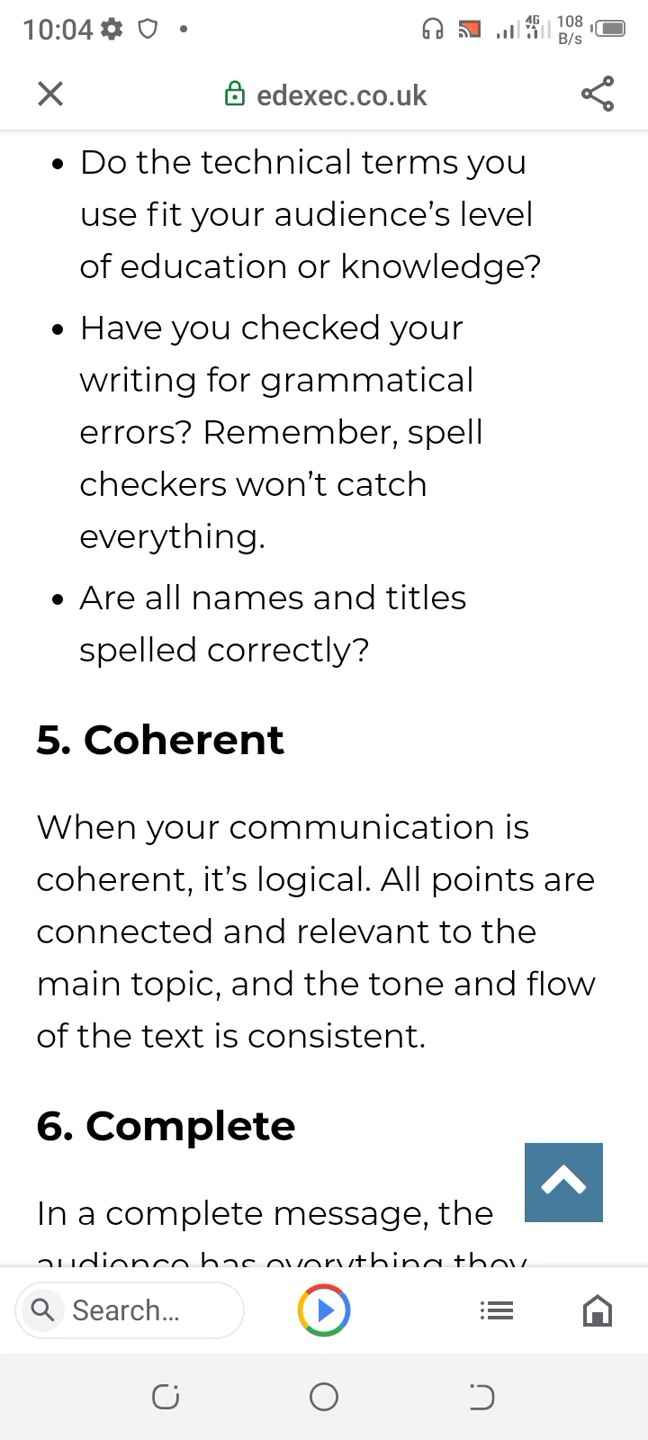 10:04
4G
108
B/s
edexec.co.uk
• Do the technical terms you
use fit your audience’s level
of education or knowledge?
• Have you checked your
writing for grammatical
errors? Remember, spell
checkers won’t catch
everything.
• Are all names and titles
spelled correctly?
5. Coherent
When your communication is
coherent, it’s logical. All points are
connected and relevant to the
main topic, and the tone and flow
of the text is consistent.
6. Complete
In a complete message, the
audience has everything they
Search...